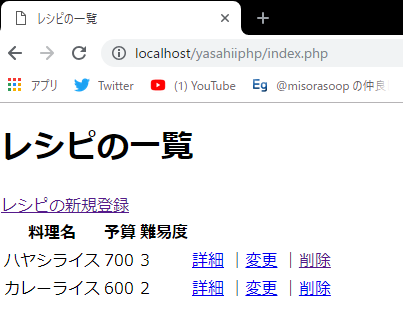 レシピの一覧
localhost/yasahiiphp/index.php
アプリ Twitter (1) YouTube Eg @misorasoop の仲良
レシピの一覧
レシピの新規登録
料理名 予算 難易度
ハヤシライス 700 3 詳細 | 変更 | 削除
カレーライス 600 2 詳細 | 変更 | 削除